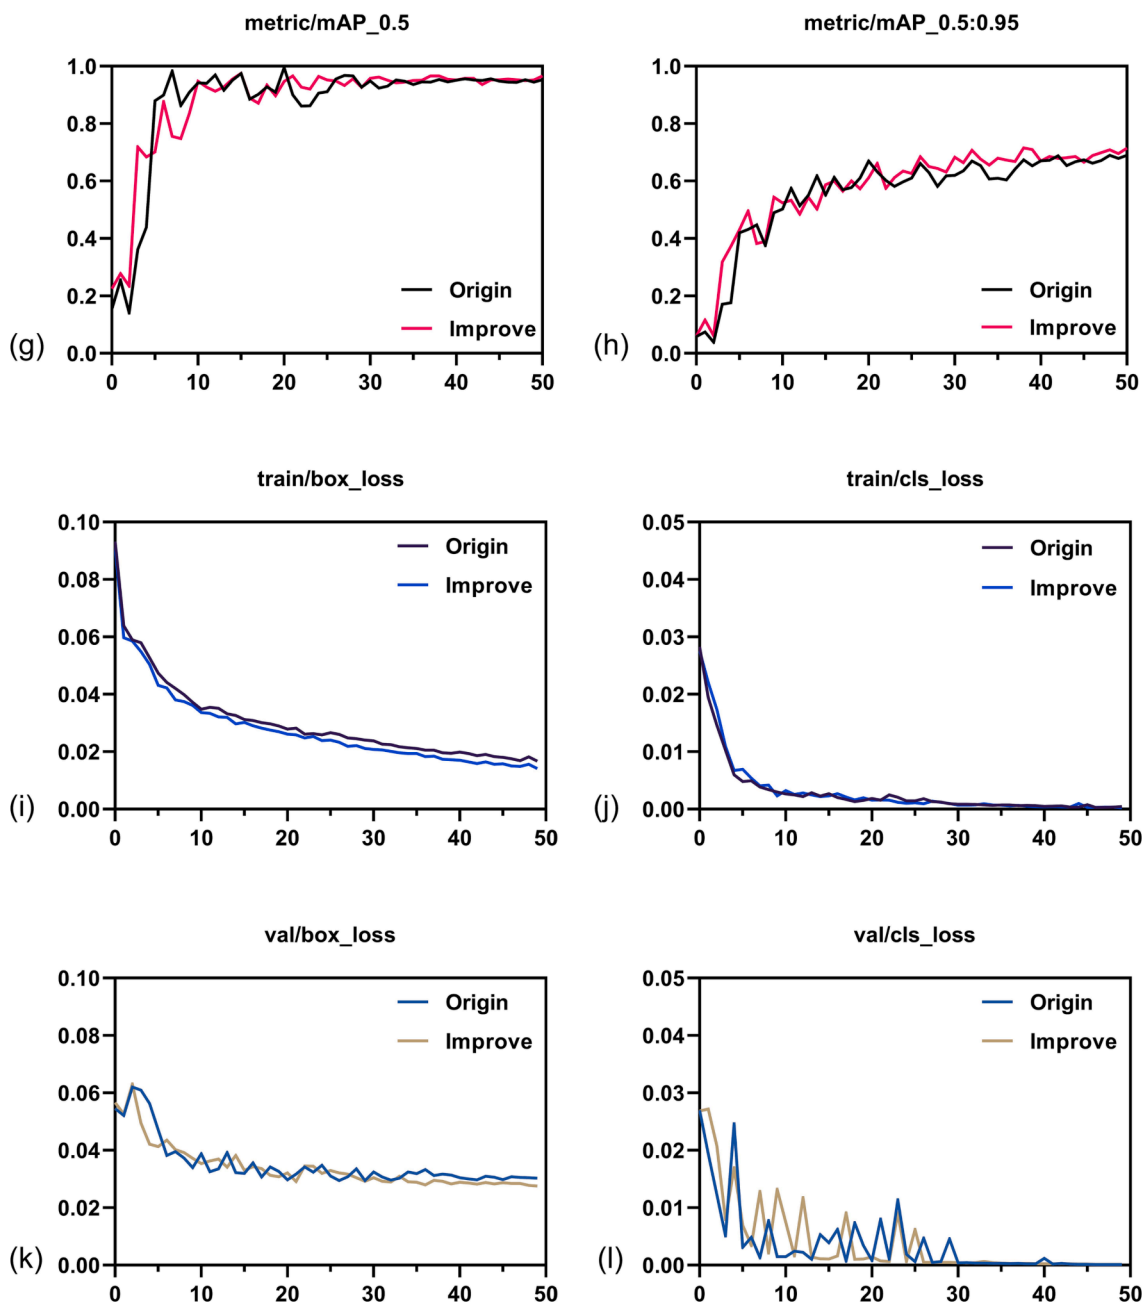 metric/mAP_0.5
1.0
0.8
0.6
0.4
0.2
0.0
0 10 20 30 40 50
Origin
Improve
(g)
metric/mAP_0.5:0.95
1.0
0.8
0.6
0.4
0.2
0.0
0 10 20 30 40 50
Origin
Improve
(h)
train/box_loss
0.10
0.08
0.06
0.04
0.02
0.00
0 10 20 30 40 50
Origin
Improve
(i)
train/cls_loss
0.05
0.04
0.03
0.02
0.01
0.00
0 10 20 30 40 50
Origin
Improve
(j)
val/box_loss
0.10
0.08
0.06
0.04
0.02
0.00
0 10 20 30 40 50
Origin
Improve
(k)
val/cls_loss
0.05
0.04
0.03
0.02
0.01
0.00
0 10 20 30 40 50
Origin
Improve
(l)